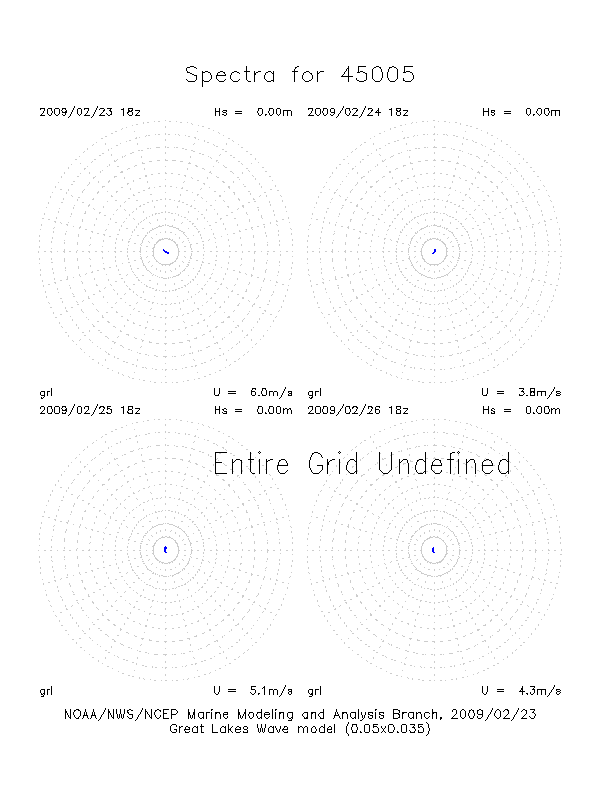 Spectra for 45005
2009/02/23 18z Hs = 0.00m 2009/02/24 18z Hs = 0.00m
grl U = 6.0m/s grl U = 3.8m/s
2009/02/25 18z Hs = 0.00m 2009/02/26 18z Hs = 0.00m
Entire Grid Undefined
grl U = 5.1m/s grl U = 4.3m/s
NOAA/NWS/NCEP Marine Modeling and Analysis Branch, 2009/02/23
Great Lakes Wave model (0.05x0.035)